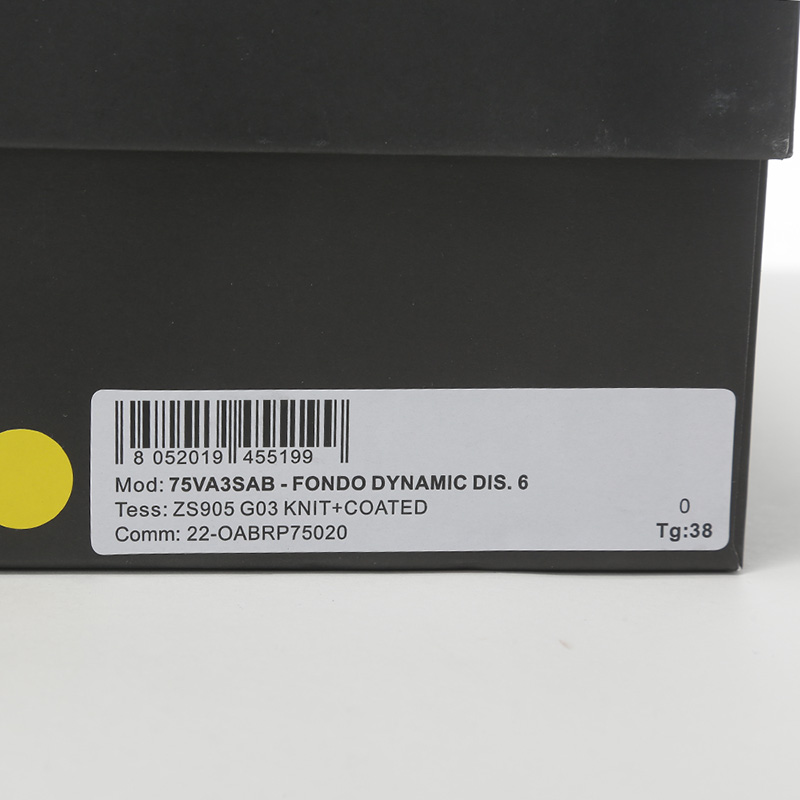 8 052019 455199
Mod: 75VA3SAB - FONDO DYNAMIC DIS. 6
Tess: ZS905 G03 KNIT+COATED
0
Comm: 22-OABRP75020
Tg:38